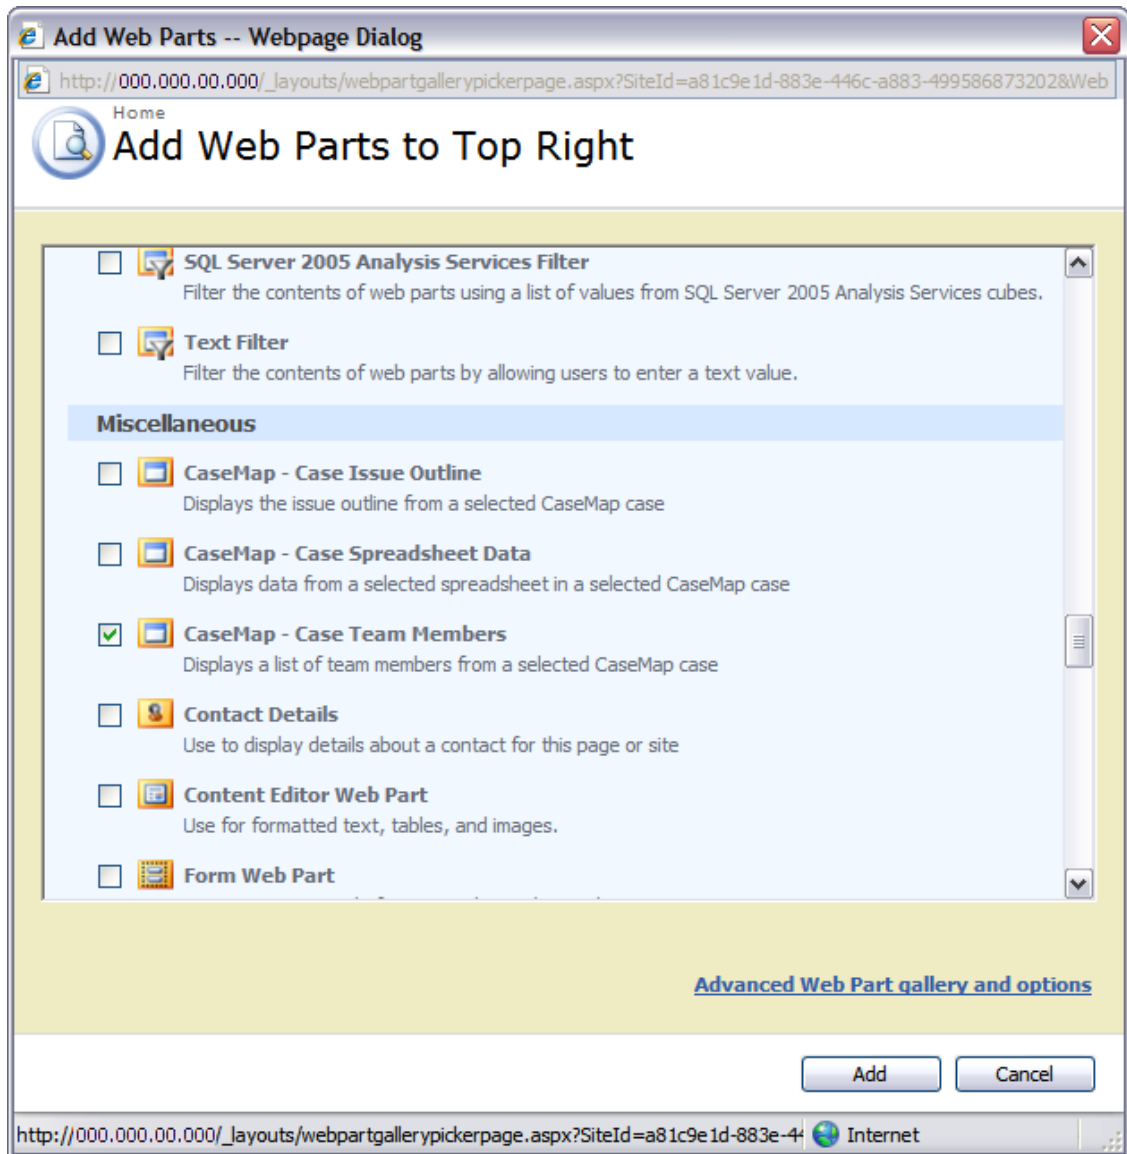 Add Web Parts -- Webpage Dialog
http://000.000.00.000/_layouts/webpartgallerypickerpage.aspx?SiteId=a81c9e1d-883e-446c-a883-499586873202&Web
Home
Add Web Parts to Top Right
SQL Server 2005 Analysis Services Filter
Filter the contents of web parts using a list of values from SQL Server 2005 Analysis Services cubes.
Text Filter
Filter the contents of web parts by allowing users to enter a text value.
Miscellaneous
CaseMap - Case Issue Outline
Displays the issue outline from a selected CaseMap case
CaseMap - Case Spreadsheet Data
Displays data from a selected spreadsheet in a selected CaseMap case
CaseMap - Case Team Members
Displays a list of team members from a selected CaseMap case
Contact Details
Use to display details about a contact for this page or site
Content Editor Web Part
Use for formatted text, tables, and images.
Form Web Part
Advanced Web Part gallery and options
Add Cancel
http://000.000.00.000/_layouts/webpartgallerypickerpage.aspx?SiteId=a81c9e1d-883e-44 Internet